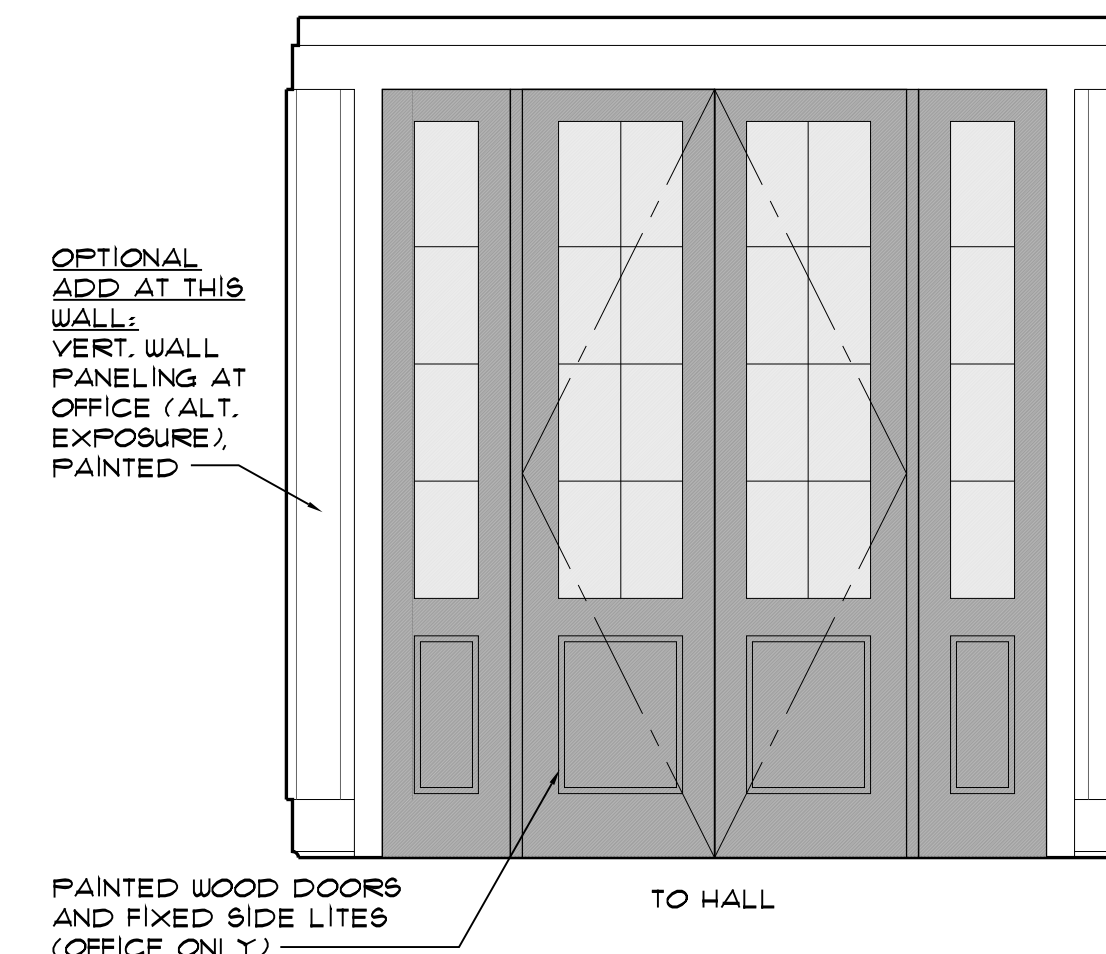 OPTIONAL
ADD AT THIS
WALL:
VERT. WALL
PANELING AT
OFFICE (ALT.
EXPOSURE),
PAINTED
PAINTED WOOD DOORS
AND FIXED SIDE LITES
(OFFICE ONLY)
TO HALL